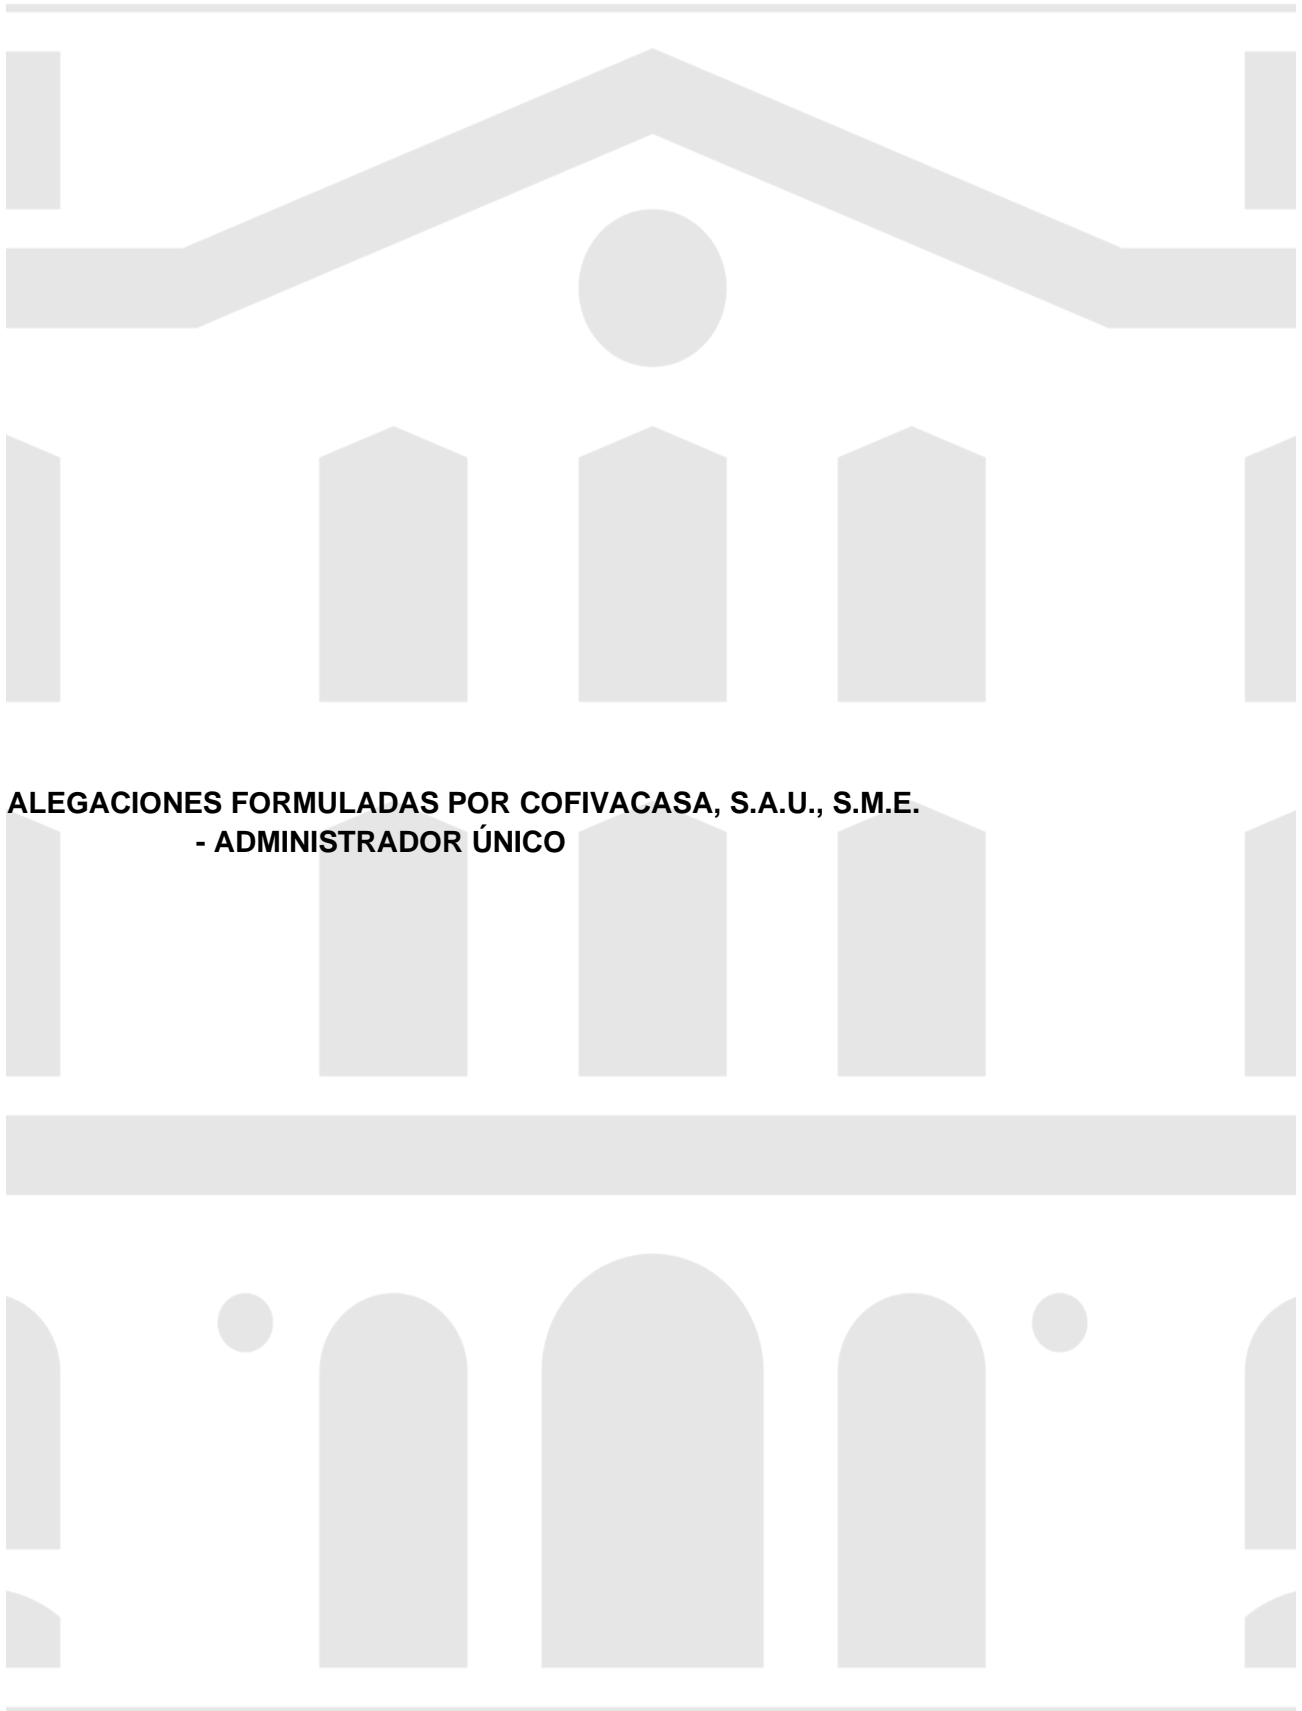 ALEGACIONES FORMULADAS POR COFIVACASA, S.A.U., S.M.E.
- ADMINISTRADOR ÚNICO